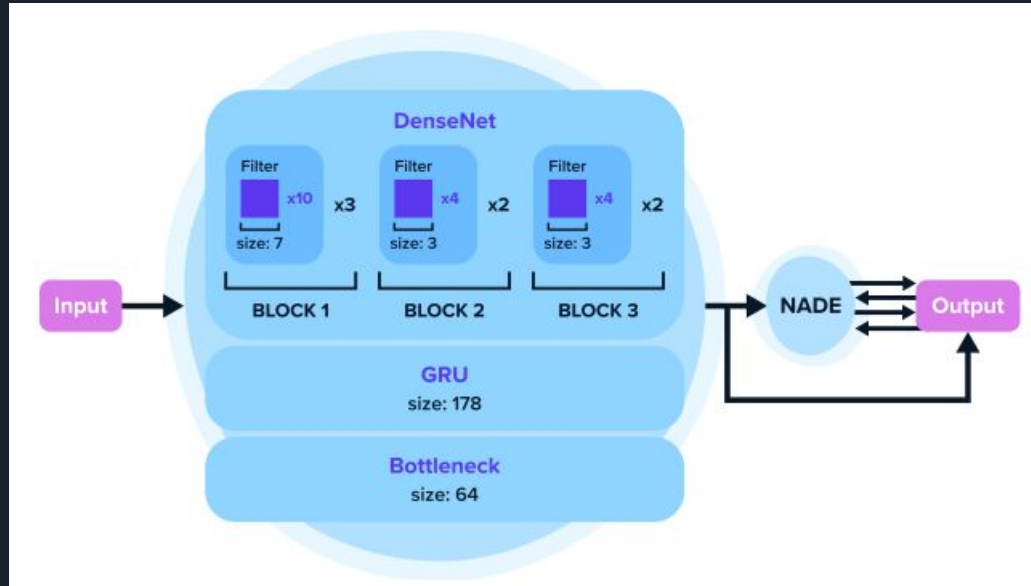 DenseNet
Filter
x10
x3
size: 7
BLOCK 1
Filter
x4
x2
size: 3
BLOCK 2
Filter
x4
x2
size: 3
BLOCK 3
Input
NADE
Output
GRU
size: 178
Bottleneck
size: 64